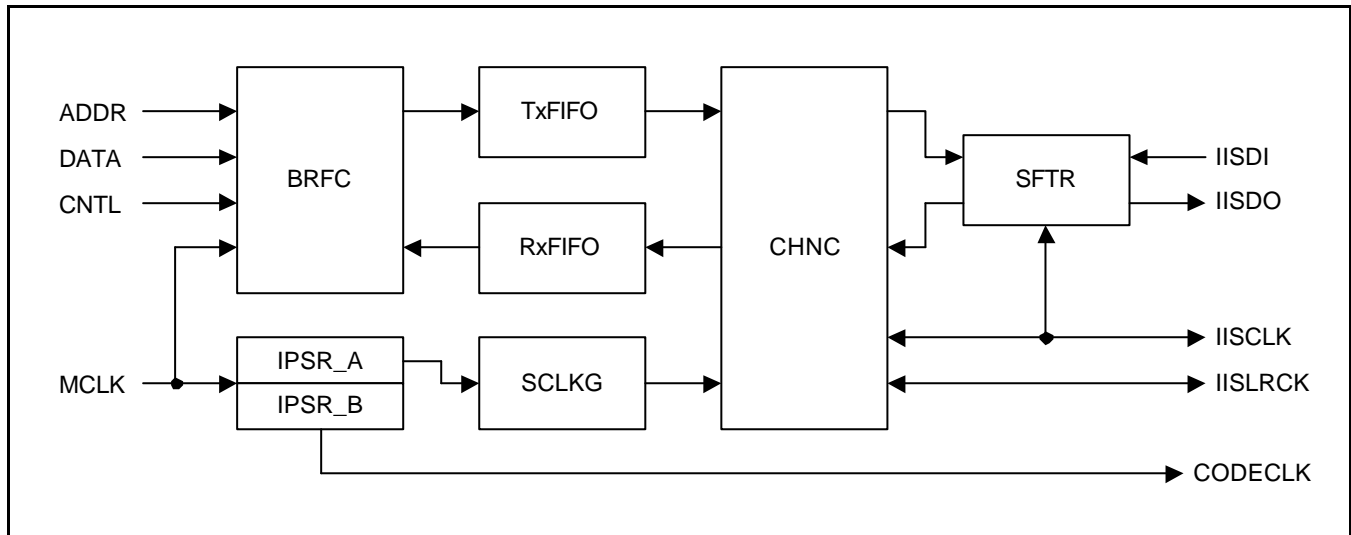 ADDR
DATA
CNTL
MCLK
BRFC
TxFIFO
RxFIFO
IPSR_A
IPSR_B
SCLKG
CHNC
SFTR
IISDI
IISDO
IISCLK
IISLRCK
CODECLK